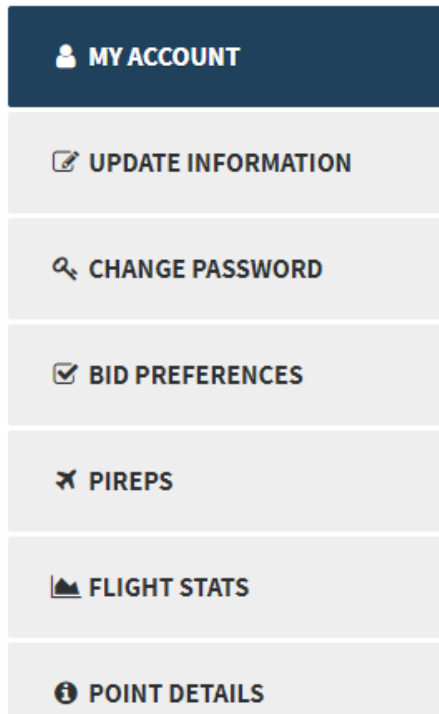 MY ACCOUNT
UPDATE INFORMATION
CHANGE PASSWORD
BID PREFERENCES
PIREPS
FLIGHT STATS
POINT DETAILS